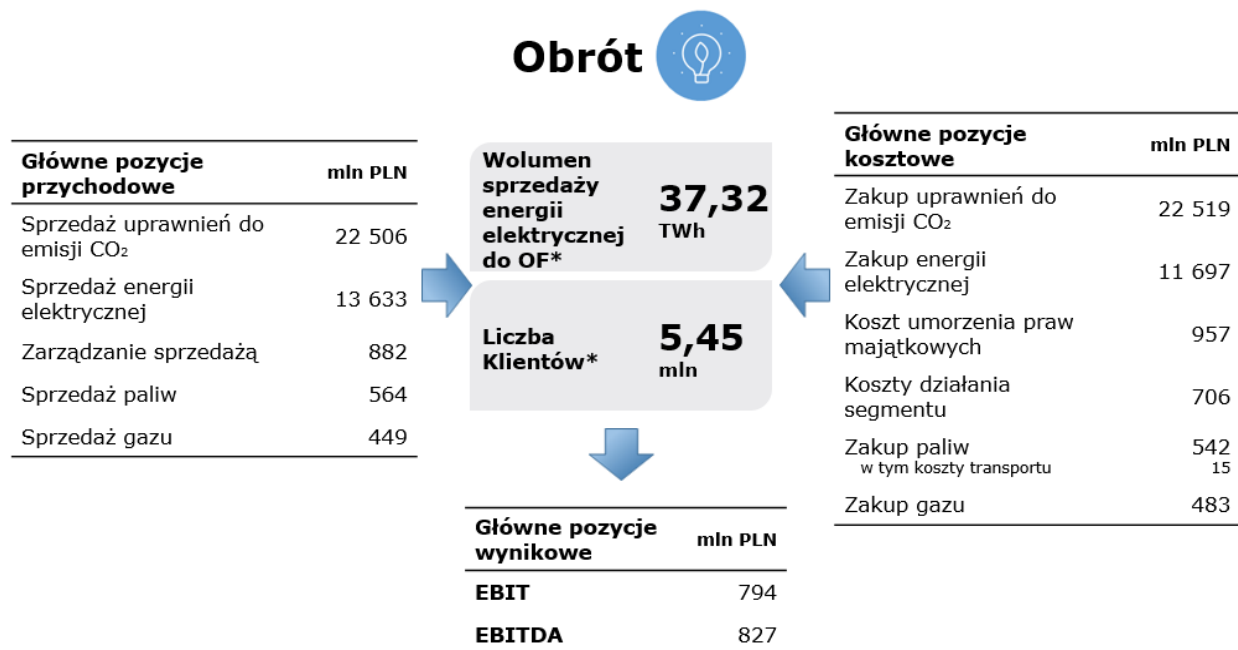 Obrót
Główne pozycje
przychodowe
mln PLN
Sprzedaż uprawnień do
emisji CO₂
22 506
Sprzedaż energii
elektrycznej
13 633
Zarządzanie sprzedażą
882
Sprzedaż paliw
564
Sprzedaż gazu
449
Wolumen
sprzedaży
energii
elektrycznej
do OF*
37,32
TWh
Liczba
Klientów*
5,45
mln
Główne pozycje
kosztowe
mln PLN
Zakup uprawnień do
emisji CO₂
22 519
Zakup energii
elektrycznej
11 697
Koszt umorzenia praw
majątkowych
957
Koszty działania
segmentu
706
Zakup paliw
542
w tym koszty transportu
15
Zakup gazu
483
Główne pozycje
wynikowe
mln PLN
EBIT
794
EBITDA
827